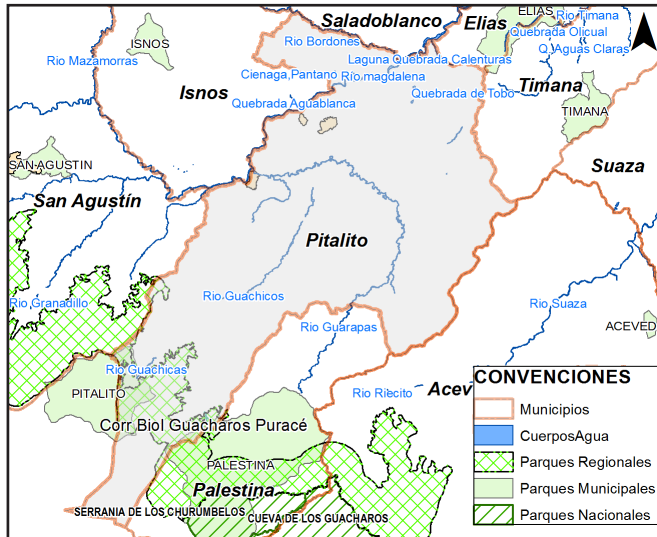 Saladoblanco
Elias
ELIAS
Rio Timana
Quebrada Olicual
Q. Aguas Claras
ISNOS
Rio Bordones
Rio Mazamorras
Laguna Quebrada Calenturas
Cienaga, Pantano
Rio magdalena
Isnos
Quebrada Aguablanca
Quebrada de Tobo
Timana
TIMANA
SAN AGUSTIN
Suaza
San Agustín
Pitalito
Rio Granadillo
Rio Guachicos
Rio Suaza
Rio Guarapas
ACEVED
Rio Guachicas
PITALITO
Rio Riecito
Acev
Corr Biol Guacharos Puracé
PALESTINA
Palestina
SERRANIA DE LOS CHURUMBELOS
CUEVA DE LOS GUACHAROS
CONVENCIONES
Municipios
CuerposAgua
Parques Regionales
Parques Municipales
Parques Nacionales